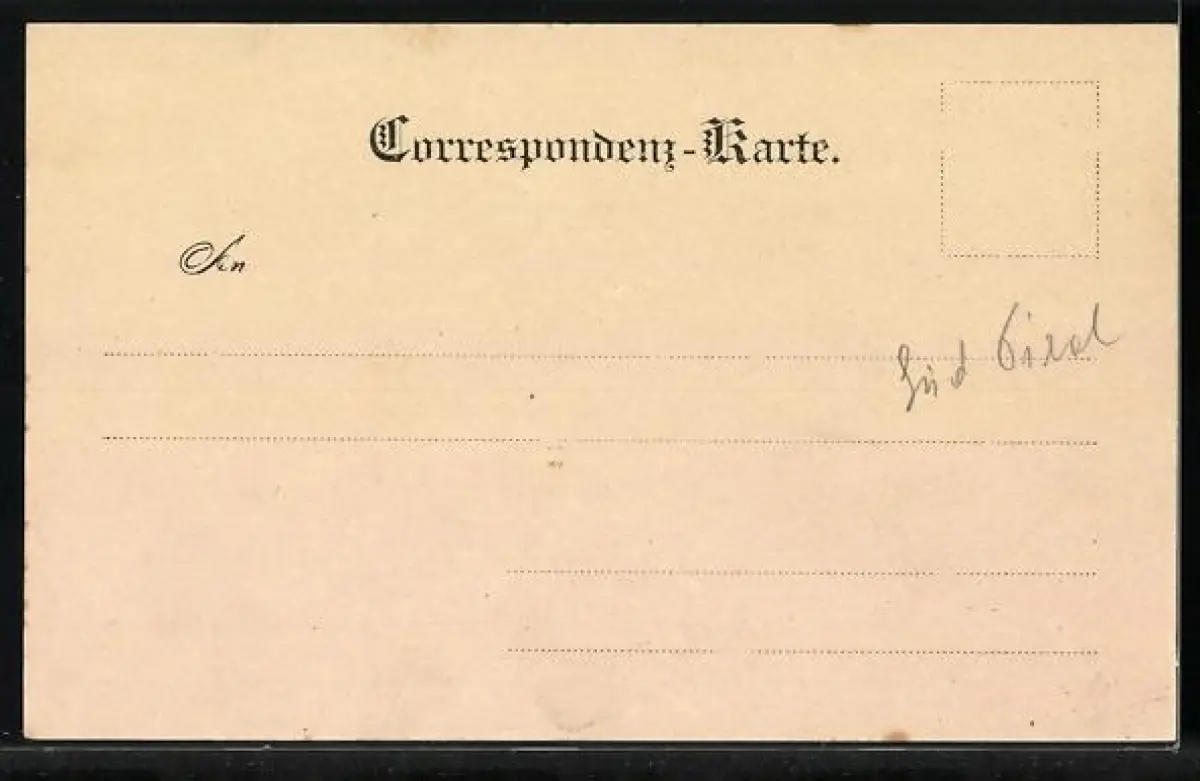 Correspondenz-Karte.
An
Süd Tirol